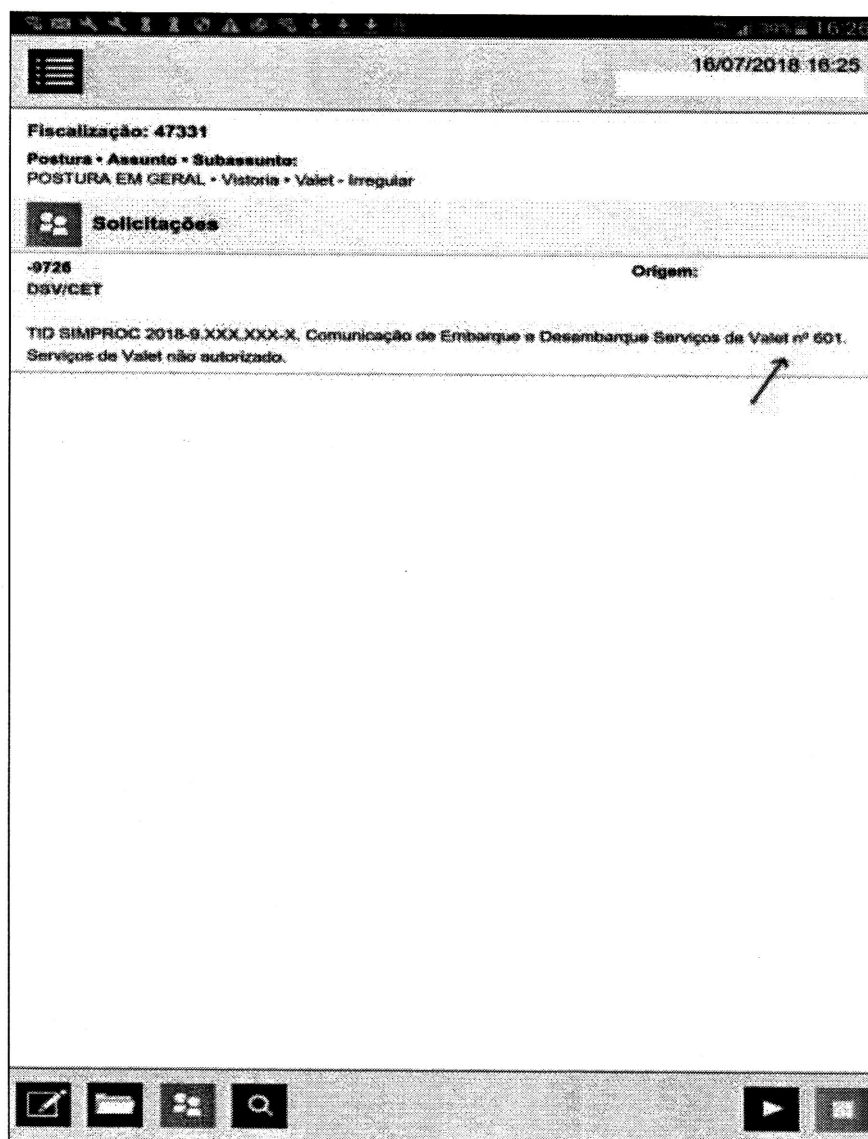 16:26
16/07/2018 16:25
Fiscalização: 47331
Postura • Assunto • Subassunto:
POSTURA EM GERAL • Vistoria • Valet - Irregular
Solicitações
-9726
Origem:
DSV/CET
TID SIMPROC 2018-9.XXX.XXX-X. Comunicação de Embarque e Desembarque Serviços de Valet nº 601.
Serviços de Valet não autorizado.